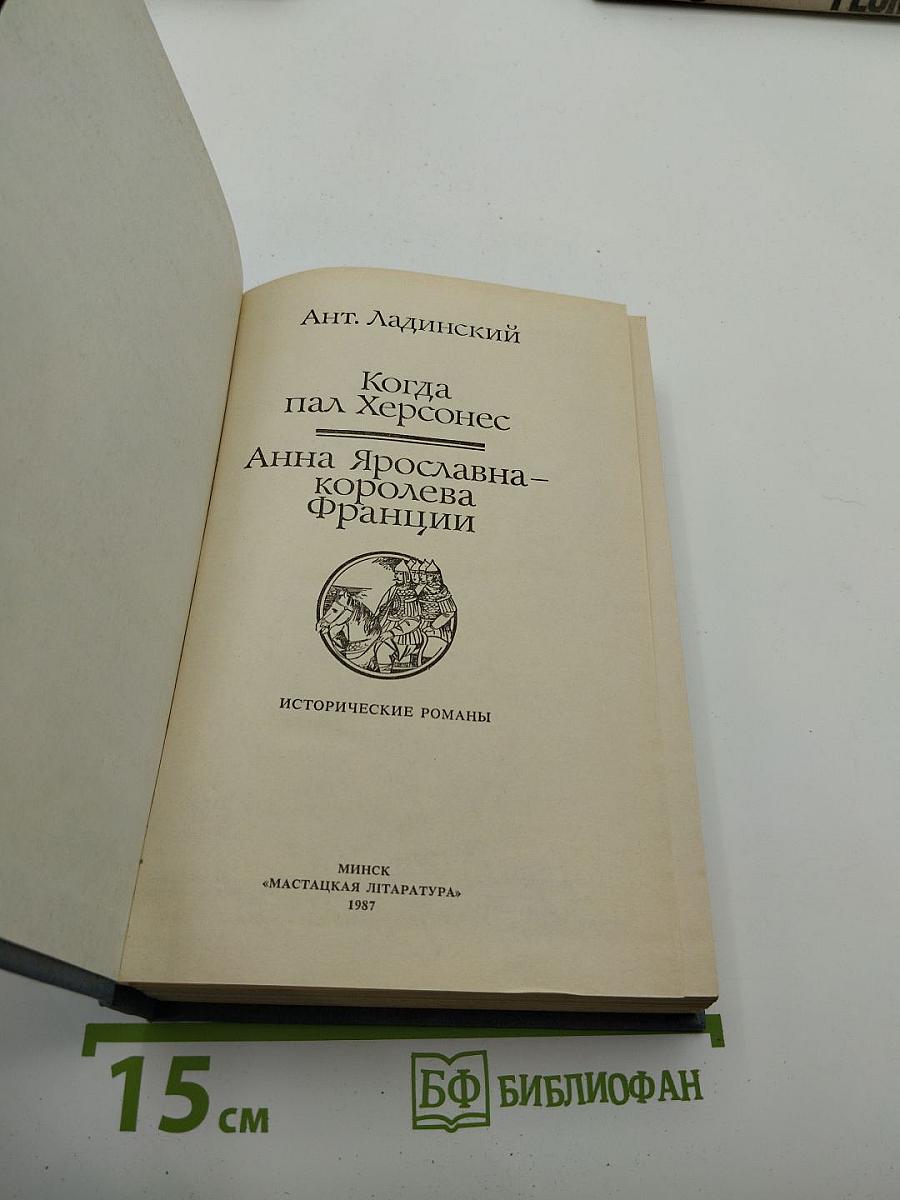 Ант. Ладинский
Когда
пал Херсонес
Анна Ярославна–
королева
Франции
ИСТОРИЧЕСКИЕ РОМАНЫ
МИНСК
«МАСТАЦКАЯ ЛІТАРАТУРА»
1987
15 см
БФ БИБЛИОФАН